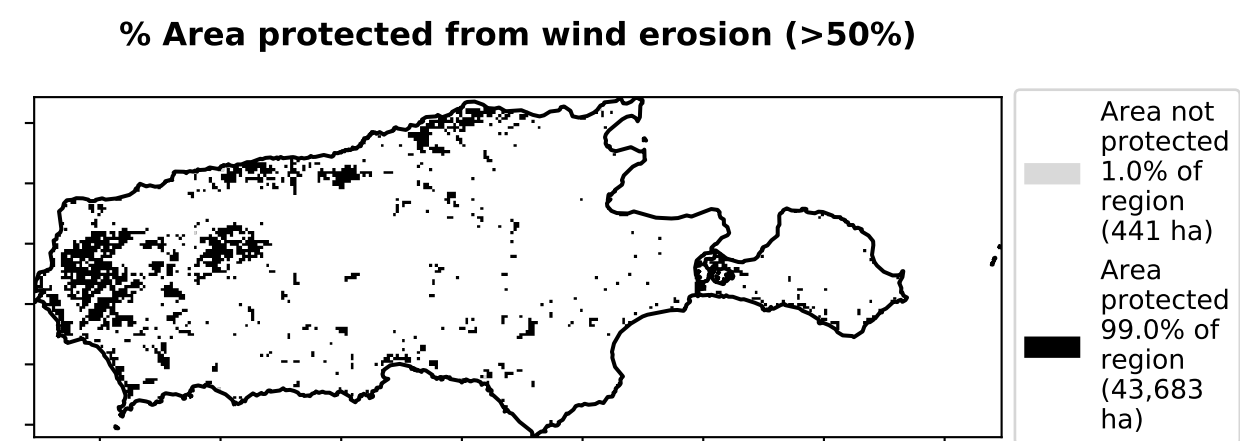 % Area protected from wind erosion (>50%)
Area not
protected
1.0% of
region
(441 ha)
Area
protected
99.0% of
region
(43,683
ha)